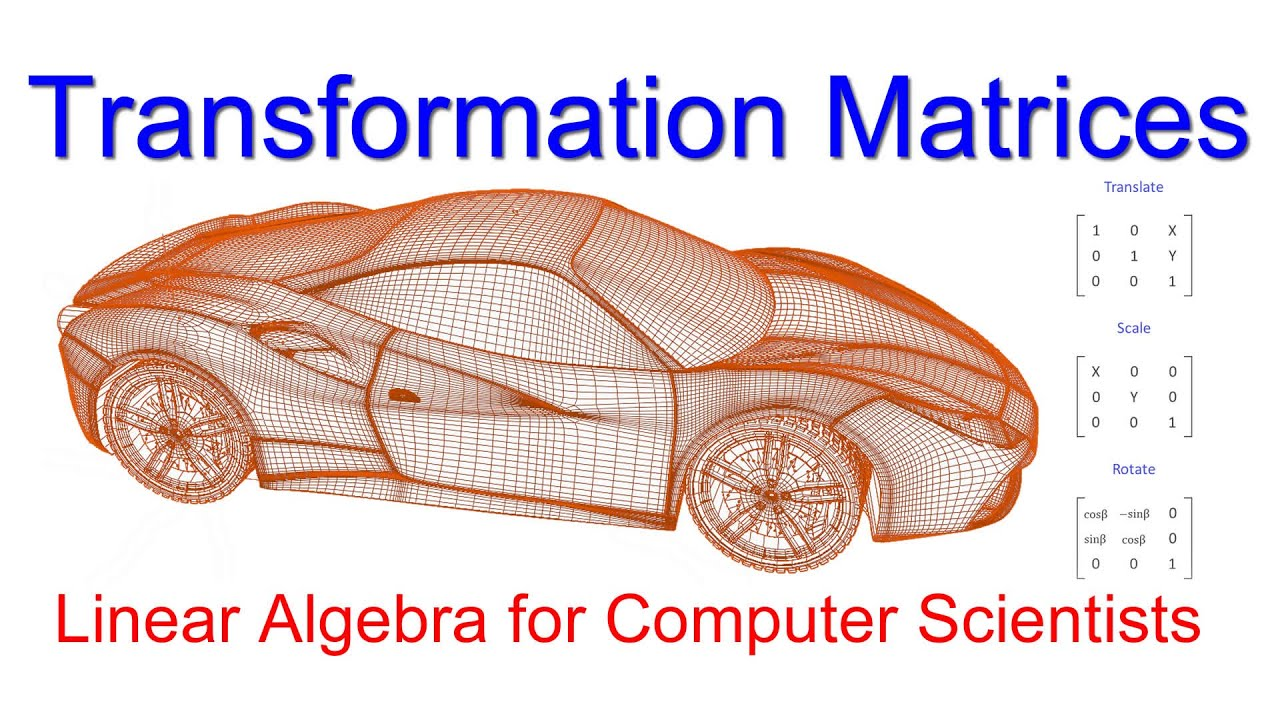 Transformation Matrices
Translate
1 0 X
0 1 Y
0 0 1
Scale
X 0 0
0 Y 0
0 0 1
Rotate
cosβ −sinβ 0
sinβ cosβ 0
0 0 1
Linear Algebra for Computer Scientists